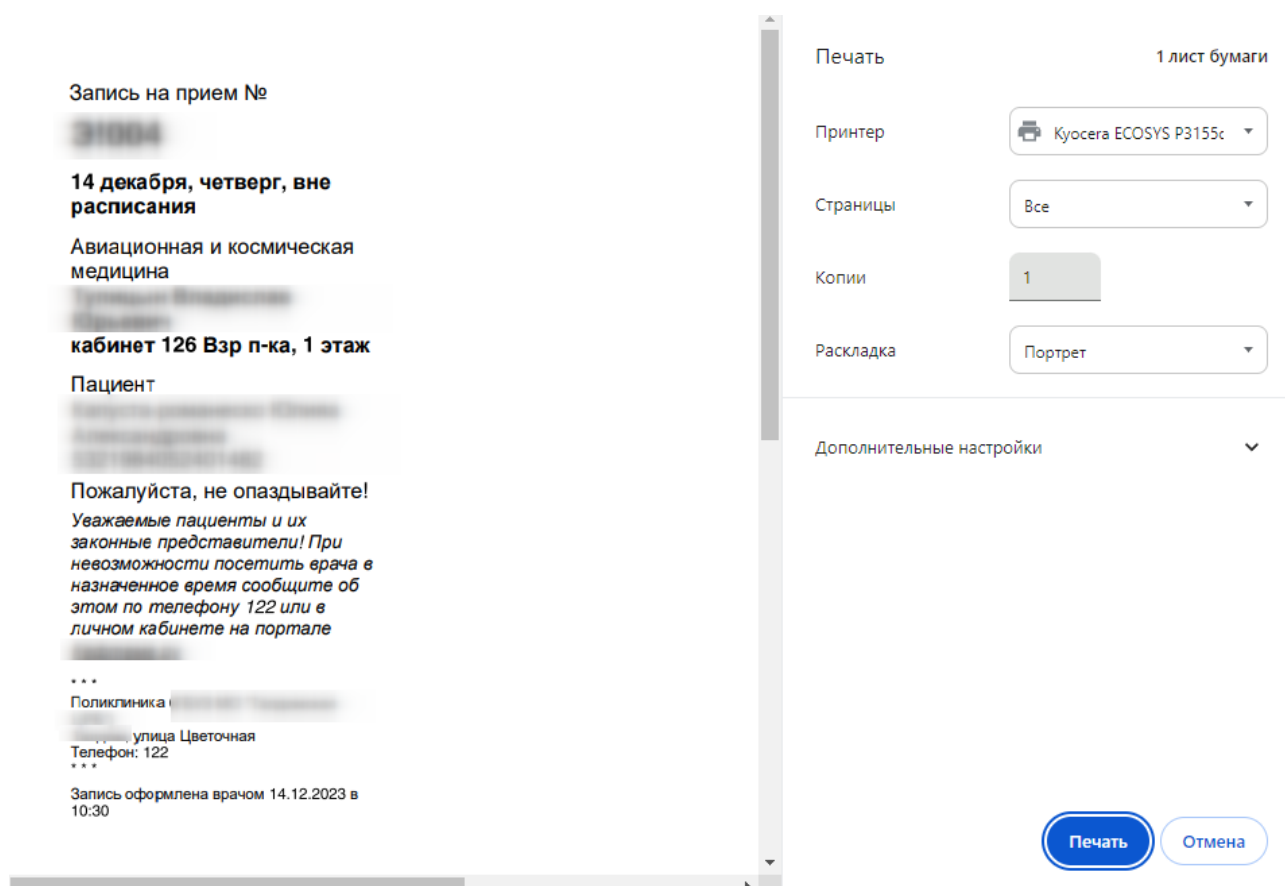 Запись на прием №
14 декабря, четверг, вне
расписания
Авиационная и космическая
медицина
кабинет 126 Взр п-ка, 1 этаж
Пациент
Пожалуйста, не опаздывайте!
Уважаемые пациенты и их
законные представители! При
невозможности посетить врача в
назначенное время сообщите об
этом по телефону 122 или в
личном кабинете на портале
* * *
Поликлиника
улица Цветочная
Телефон: 122
* * *
Запись оформлена врачом 14.12.2023 в
10:30
Печать
1 лист бумаги
Принтер
Kyocera ECOSYS P3155
Страницы
Все
Копии
1
Раскладка
Портрет
Дополнительные настройки
Печать
Отмена